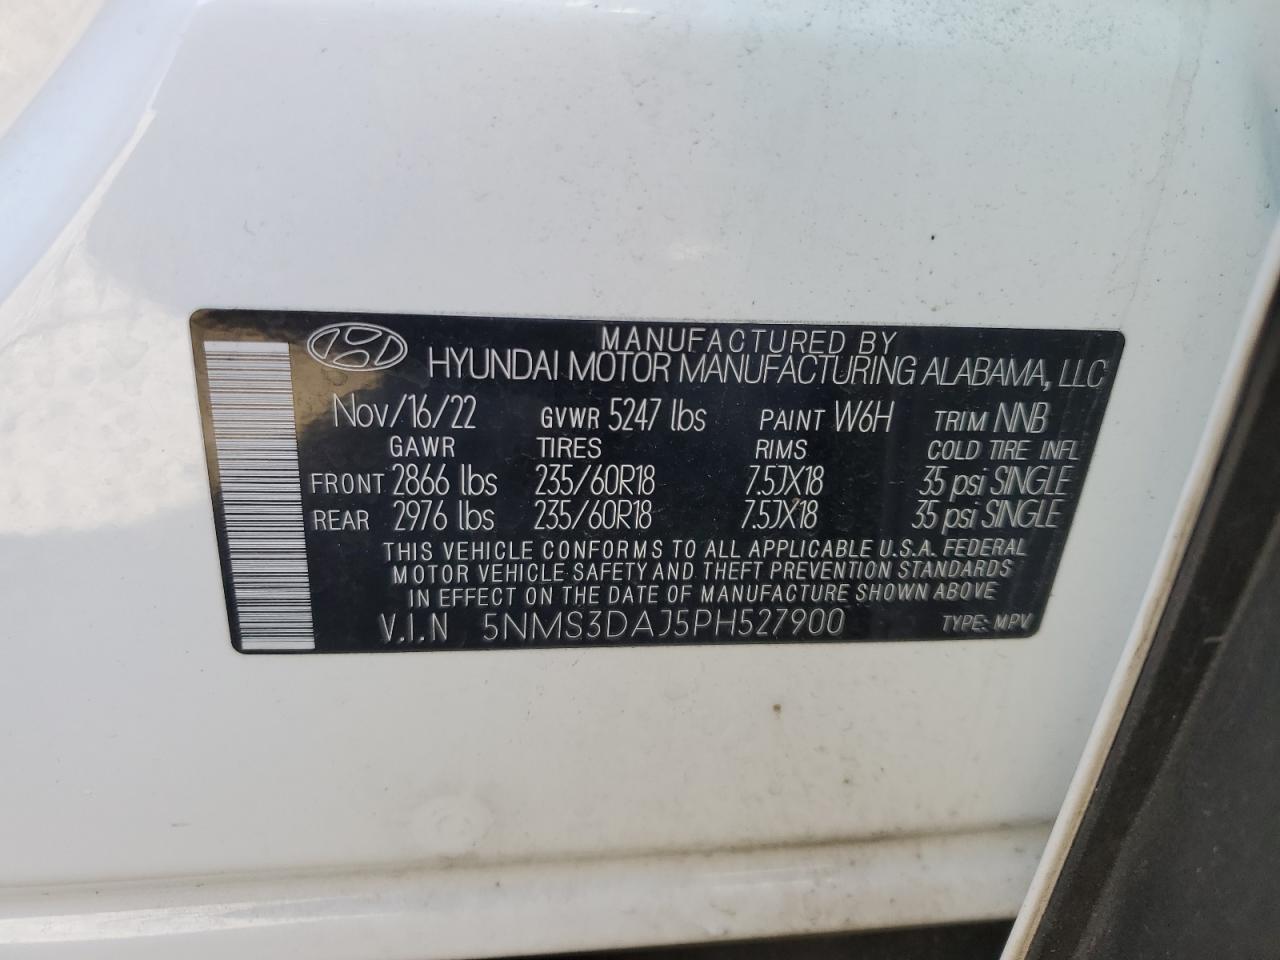 MANUFACTURED BY
HYUNDAI MOTOR MANUFACTURING ALABAMA, LLC
Nov/16/22 GVWR 5247 lbs PAINT W6H TRIM NNB
GAWR TIRES RIMS COLD TIRE INFL
FRONT 2866 lbs 235/60R18 7.5JX18 35 psi SINGLE
REAR 2976 lbs 235/60R18 7.5JX18 35 psi SINGLE
THIS VEHICLE CONFORMS TO ALL APPLICABLE U.S.A. FEDERAL
MOTOR VEHICLE SAFETY AND THEFT PREVENTION STANDARDS
IN EFFECT ON THE DATE OF MANUFACTURE SHOWN ABOVE
V.I.N 5NMS3DAJ5PH527900 TYPE: MPV